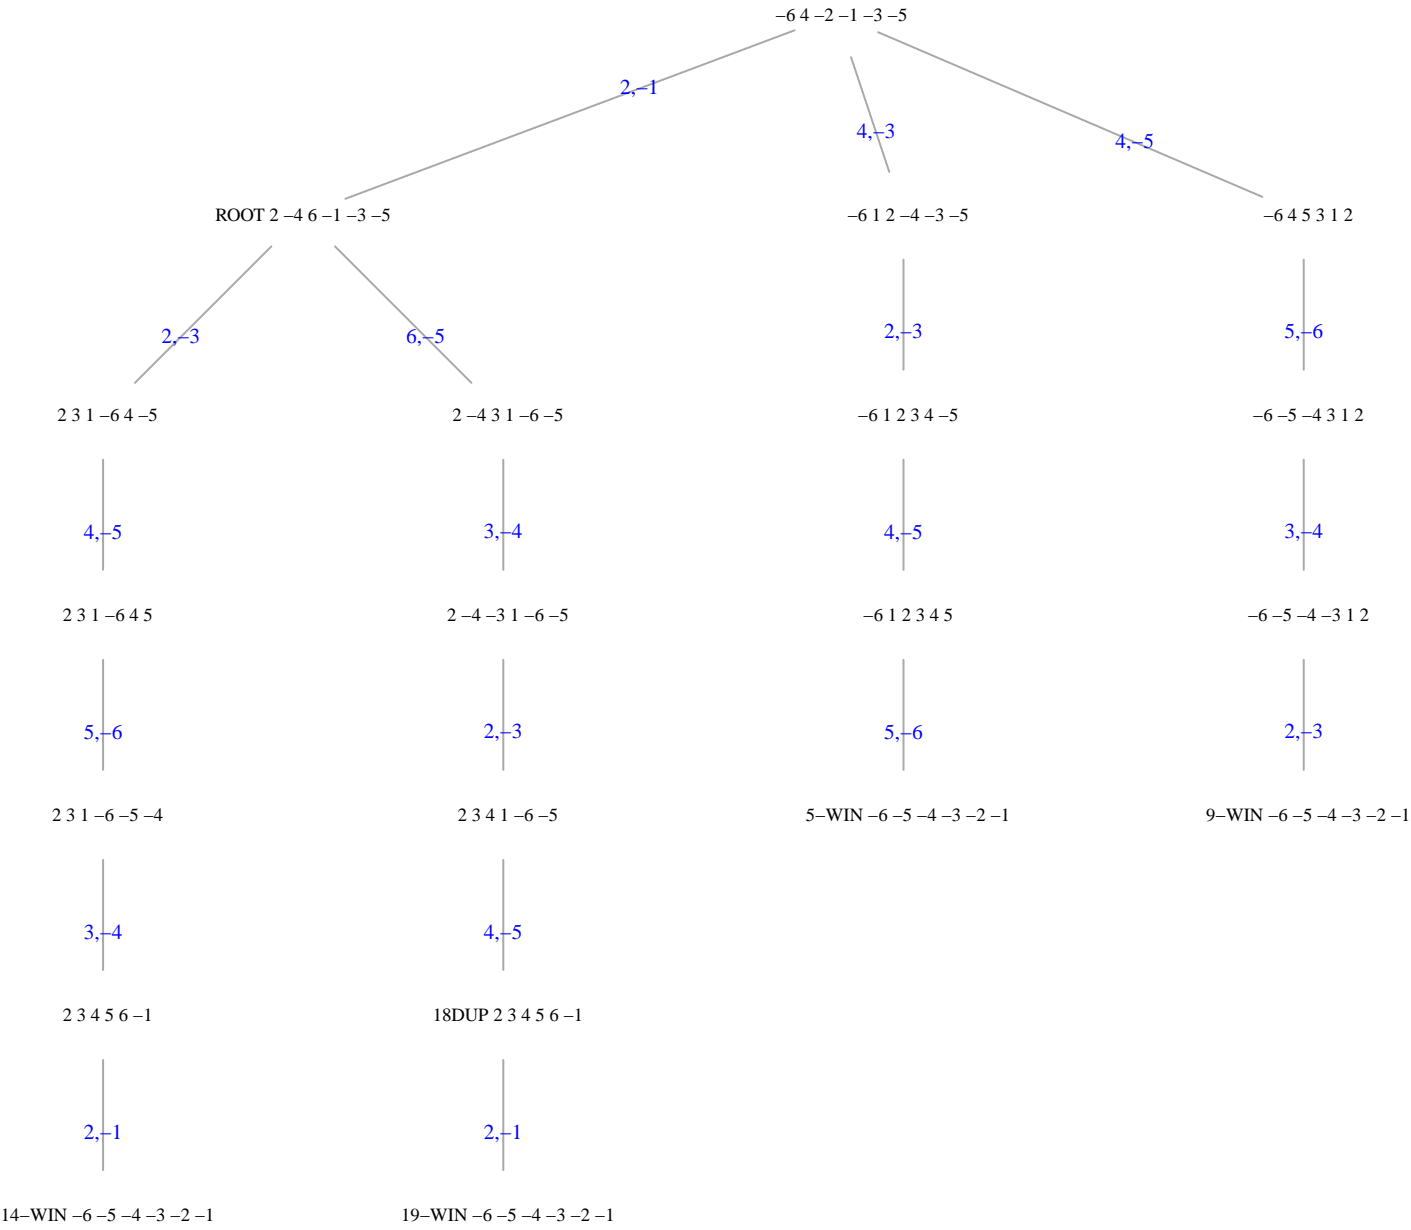 –6 4 –2 –1 –3 –5
2,–1
4,–3
4,–5
ROOT 2 –4 6 –1 –3 –5
–6 1 2 –4 –3 –5
–6 4 5 3 1 2
2,–3
6,–5
2,–3
5,–6
2 3 1 –6 4 –5
2 –4 3 1 –6 –5
–6 1 2 3 4 –5
–6 –5 –4 3 1 2
4,–5
3,–4
4,–5
3,–4
2 3 1 –6 4 5
2 –4 –3 1 –6 –5
–6 1 2 3 4 5
–6 –5 –4 –3 1 2
5,–6
2,–3
5,–6
2,–3
2 3 1 –6 –5 –4
2 3 4 1 –6 –5
5–WIN –6 –5 –4 –3 –2 –1
9–WIN –6 –5 –4 –3 –2 –1
3,–4
4,–5
2 3 4 5 6 –1
18DUP 2 3 4 5 6 –1
2,–1
2,–1
14–WIN –6 –5 –4 –3 –2 –1
19–WIN –6 –5 –4 –3 –2 –1